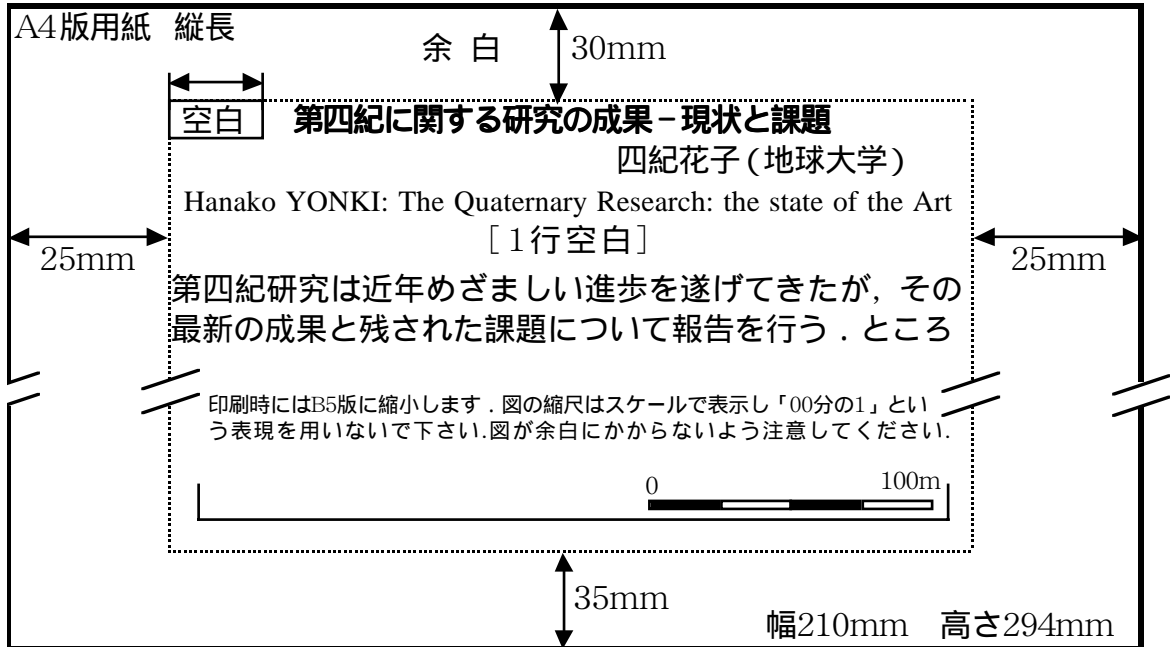 A4版用紙 縦長
余 白
30mm
空白
第四紀に関する研究の成果−現状と課題
四紀花子(地球大学)
Hanako YONKI: The Quaternary Research: the state of the Art
[1行空白]
25mm
25mm
第四紀研究は近年めざましい進歩を遂げてきたが, その
最新の成果と残された課題について報告を行う．ところ
印刷時にはB5版に縮小します．図の縮尺はスケールで表示し「00分の1」とい
う表現を用いないで下さい.図が余白にかからないよう注意してください.
0
100m
35mm
幅210mm 高さ294mm